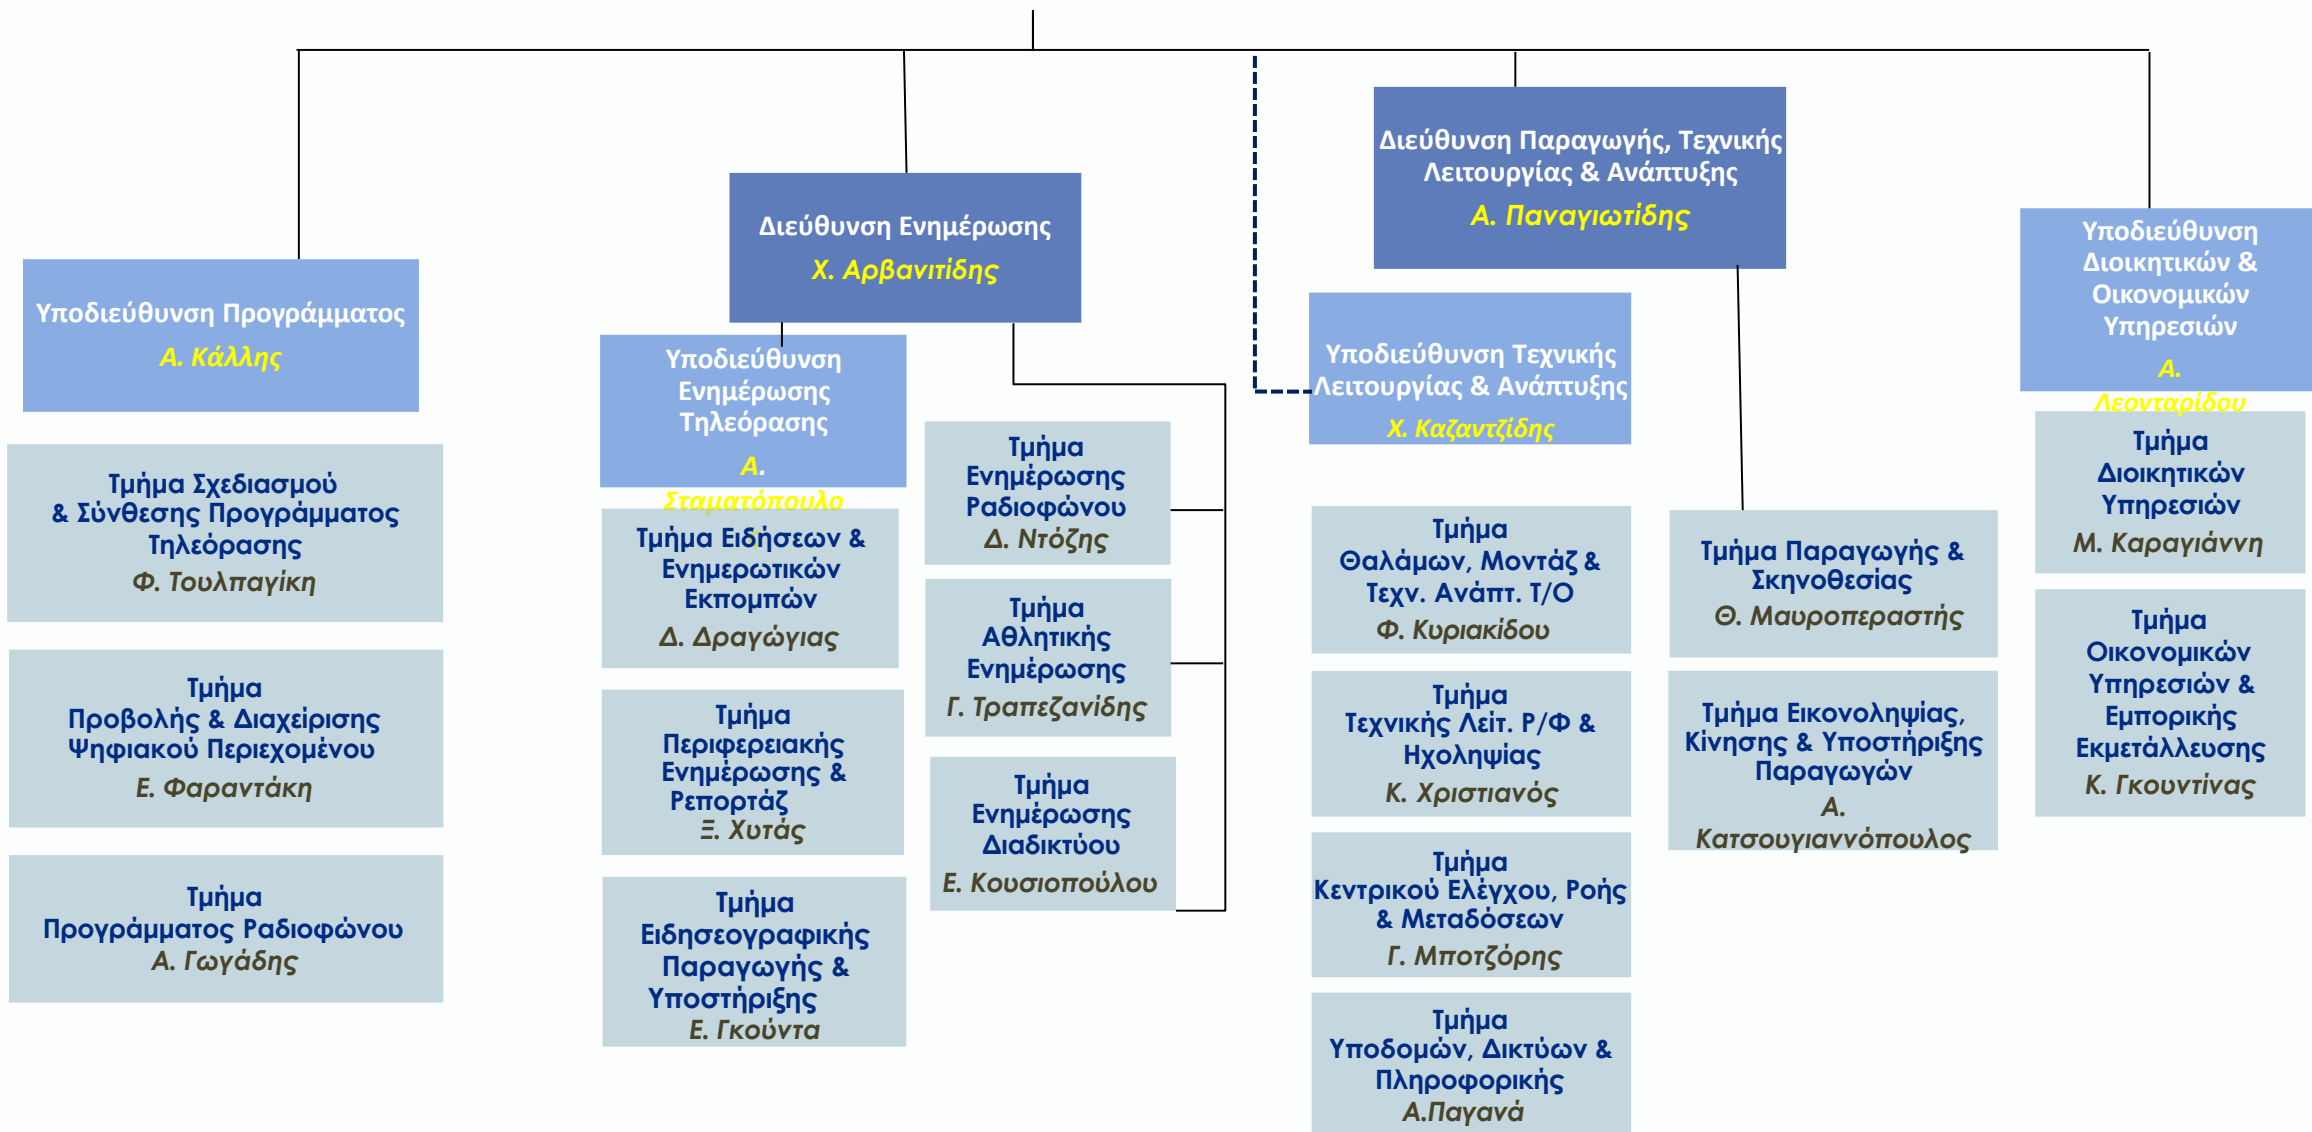 Διεύθυνση Παραγωγής, Τεχνικής
Λειτουργίας & Ανάπτυξης
Α. Παναγιωτίδης
Διεύθυνση Ενημέρωσης
Χ. Αρβανιτίδης
Υποδιεύθυνση Προγράμματος
Α. Κάλλης
Τμήμα Σχεδιασμού
& Σύνθεσης Προγράμματος
Τηλεόρασης
Φ. Τουλπαγίκη
Τμήμα
Προβολής & Διαχείρισης
Ψηφιακού Περιεχομένου
Ε. Φαραντάκη
Τμήμα
Προγράμματος Ραδιοφώνου
Α. Γωγάδης
Υποδιεύθυνση
Ενημέρωσης
Τηλεόρασης
Α.
Σταματόπουλο
Τμήμα Ειδήσεων &
Ενημερωτικών
Εκπομπών
Δ. Δραγώγιας
Τμήμα
Περιφερειακής
Ενημέρωσης &
Ρεπορτάζ
Ξ. Χυτάς
Τμήμα
Ειδησεογραφικής
Παραγωγής &
Υποστήριξης
Ε. Γκούντα
Τμήμα
Ενημέρωσης
Ραδιοφώνου
Δ. Ντόζης
Τμήμα
Αθλητικής
Ενημέρωσης
Γ. Τραπεζανίδης
Τμήμα
Ενημέρωσης
Διαδικτύου
Ε. Κουσιοπούλου
Υποδιεύθυνση Τεχνικής
Λειτουργίας & Ανάπτυξης
Χ. Καζαντζίδης
Τμήμα
Θαλάμων, Μοντάζ &
Τεχν. Ανάπτ. Τ/Ο
Φ. Κυριακίδου
Τμήμα
Τεχνικής Λείτ. Ρ/Φ &
Ηχοληψίας
Κ. Χριστιανός
Τμήμα
Κεντρικού Ελέγχου, Ροής
& Μεταδόσεων
Γ. Μποτζόρης
Τμήμα
Υποδομών, Δικτύων &
Πληροφορικής
Α.Παγανά
Τμήμα Παραγωγής &
Σκηνοθεσίας
Θ. Μαυροπεραστής
Τμήμα Εικονοληψίας,
Κίνησης & Υποστήριξης
Παραγωγών
Α.
Κατσουγιαννόπουλος
Υποδιεύθυνση
Διοικητικών &
Οικονομικών
Υπηρεσιών
Α.
Λεονταρίδου
Τμήμα
Διοικητικών
Υπηρεσιών
Μ. Καραγιάννη
Τμήμα
Οικονομικών
Υπηρεσιών &
Εμπορικής
Εκμετάλλευσης
Κ. Γκουντίνας